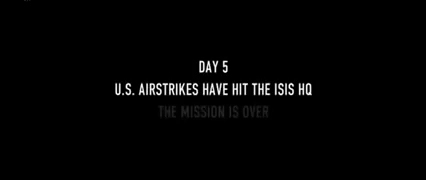 DAY 5
U.S. AIRSTRIKES HAVE HIT THE ISIS HQ
THE MISSION IS OVER